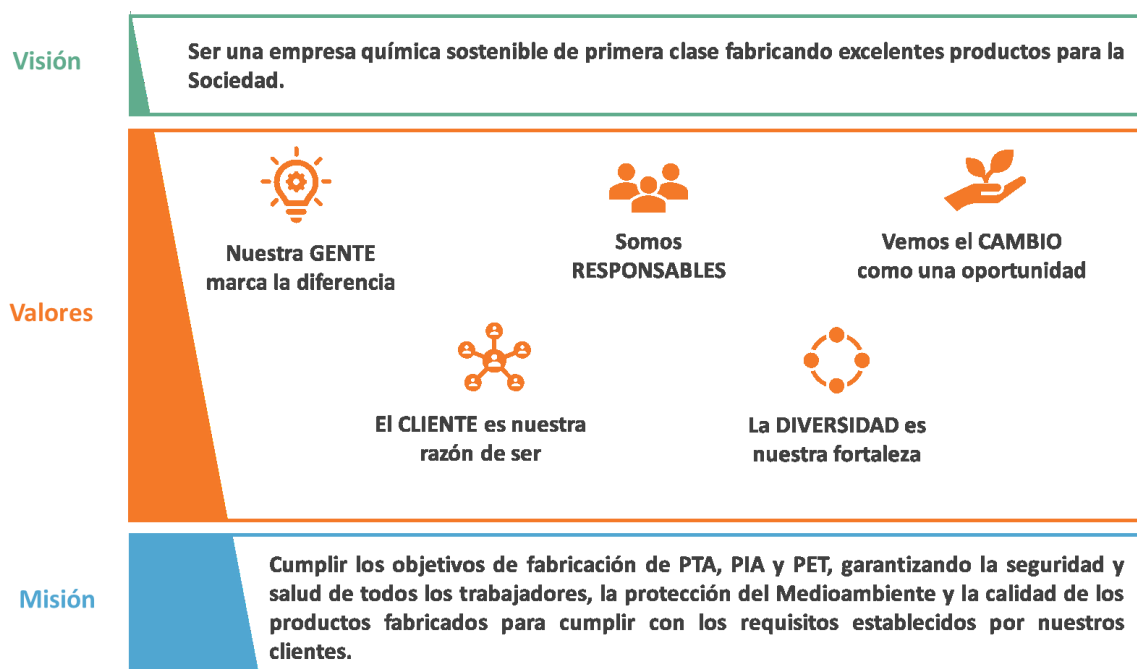 Visión
Ser una empresa química sostenible de primera clase fabricando excelentes productos para la
Sociedad.
Valores
Nuestra GENTE
marca la diferencia
Somos
RESPONSABLES
Vemos el CAMBIO
como una oportunidad
El CLIENTE es nuestra
razón de ser
La DIVERSIDAD es
nuestra fortaleza
Misión
Cumplir los objetivos de fabricación de PTA, PIA y PET, garantizando la seguridad y
salud de todos los trabajadores, la protección del Medioambiente y la calidad de los
productos fabricados para cumplir con los requisitos establecidos por nuestros
clientes.